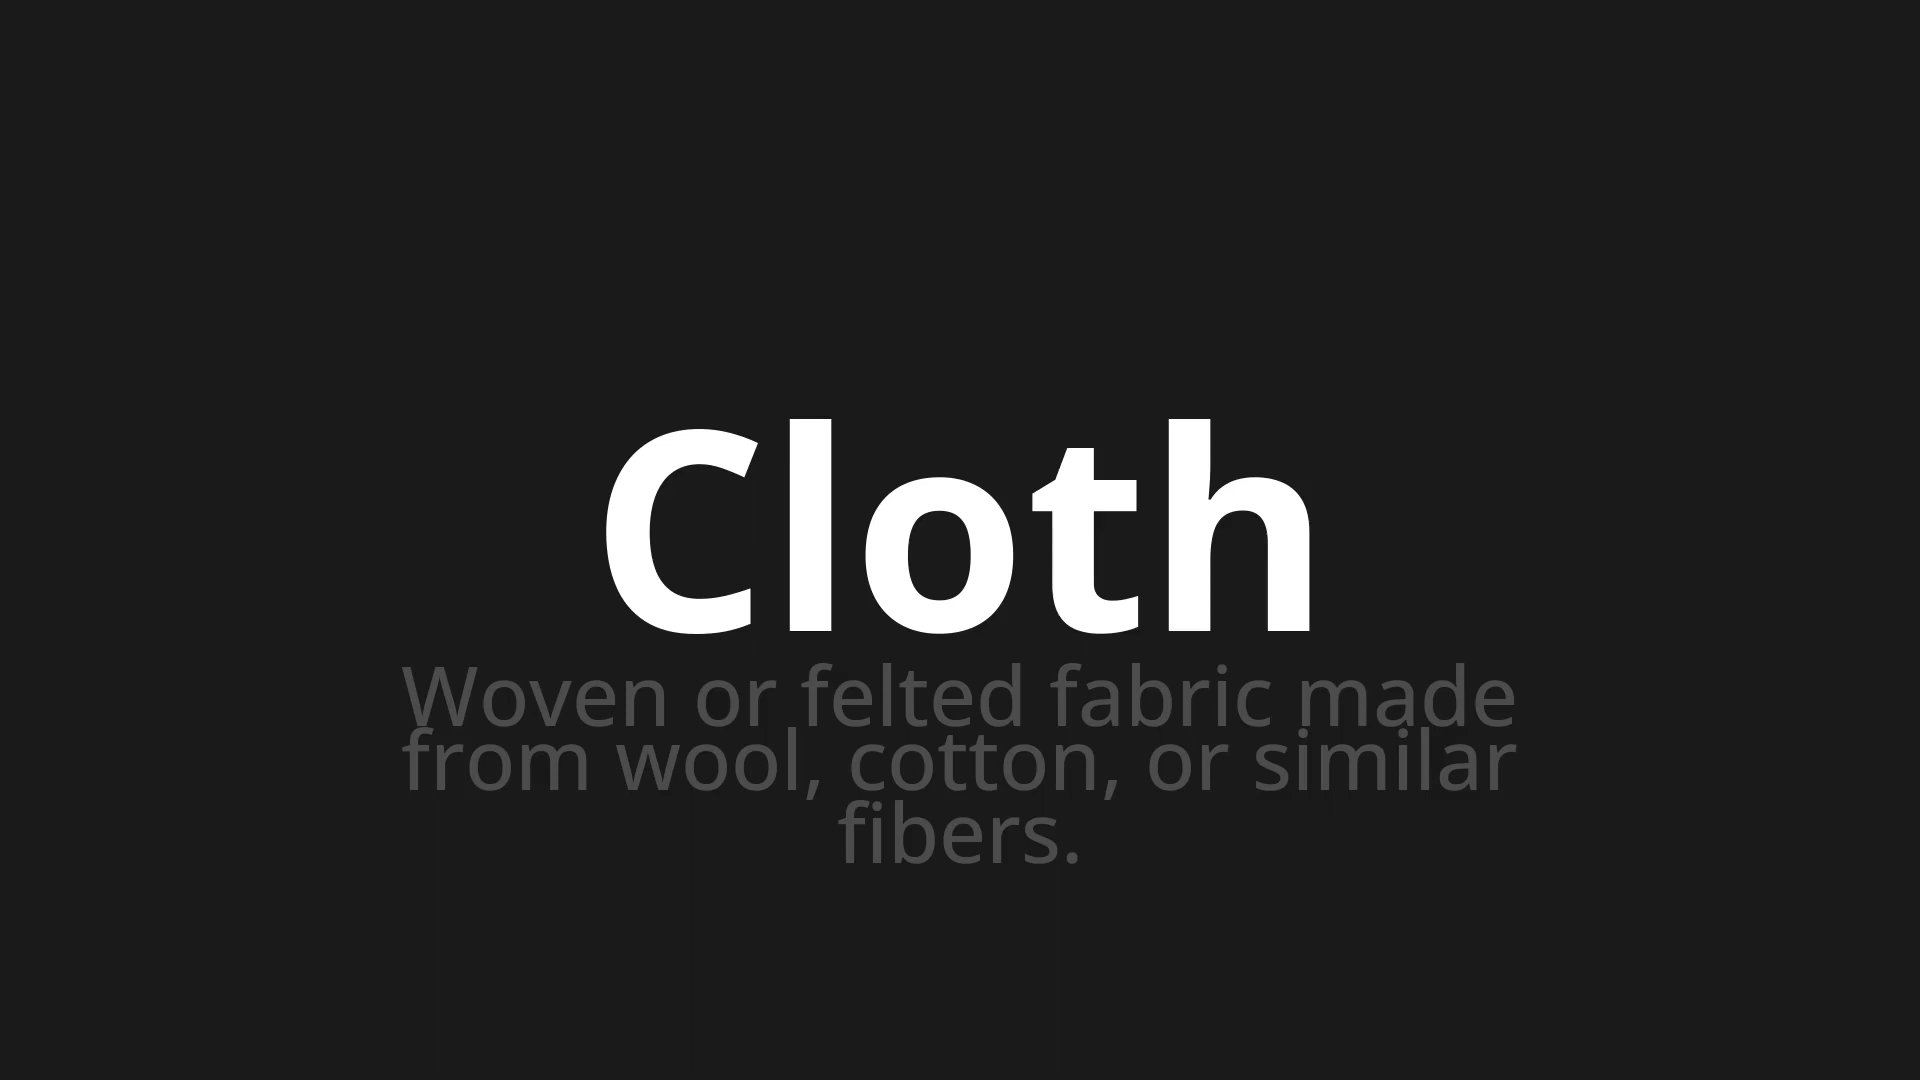 Cloth
Woven or felted fabric made
from wool, cotton, or similar
fibers.